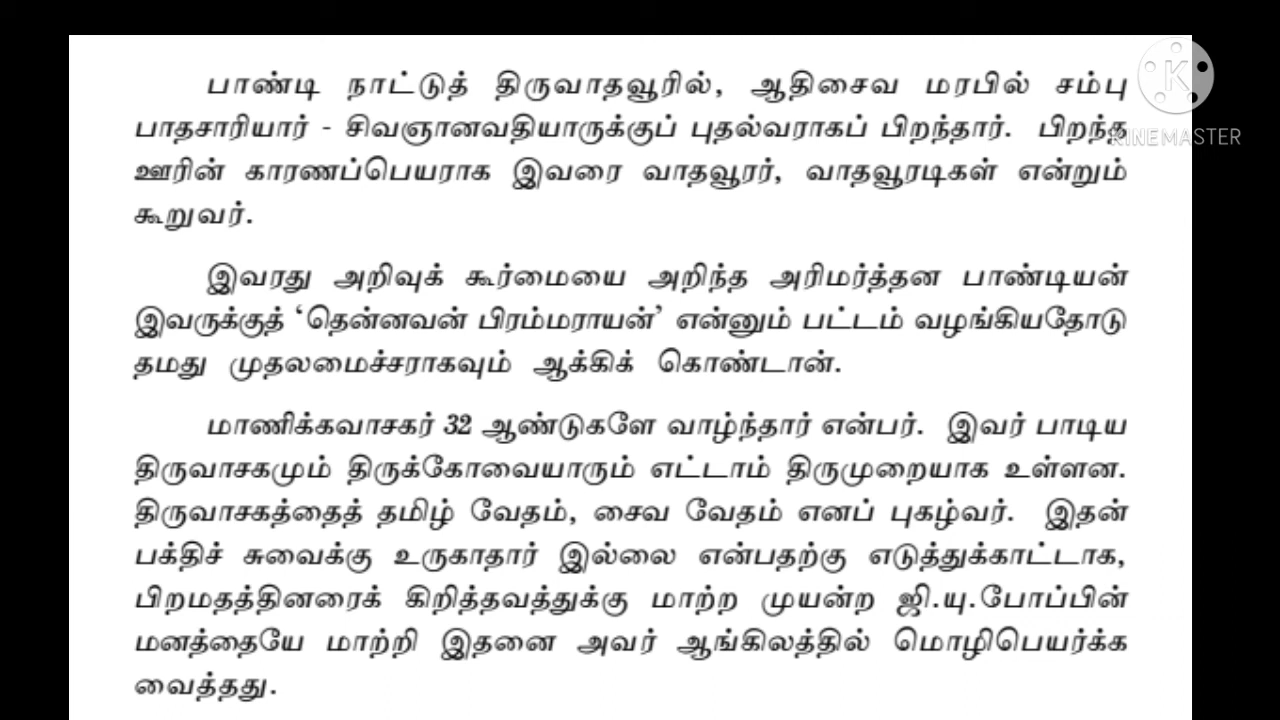 பாண்டி நாட்டுத் திருவாதவூரில், ஆதிசைவ மரபில் சம்பு
பாதசாரியார் - சிவஞானவதியாருக்குப் புதல்வராகப் பிறந்தார். பிறந்த
ஊரின் காரணப்பெயராக இவரை வாதவூரர், வாதவூரடிகள் என்றும்
கூறுவர்.
இவரது அறிவுக் கூர்மையை அறிந்த அரிமர்த்தன பாண்டியன்
இவருக்குத் ‘தென்னவன் பிரம்மராயன்’ என்னும் பட்டம் வழங்கியதோடு
தமது முதலமைச்சராகவும் ஆக்கிக் கொண்டான்.
மாணிக்கவாசகர் 32 ஆண்டுகளே வாழ்ந்தார் என்பர். இவர் பாடிய
திருவாசகமும் திருக்கோவையாரும் எட்டாம் திருமுறையாக உள்ளன.
திருவாசகத்தைத் தமிழ் வேதம், சைவ வேதம் எனப் புகழ்வர். இதன்
பக்திச் சுவைக்கு உருகாதார் இல்லை என்பதற்கு எடுத்துக்காட்டாக,
பிறமதத்தினரைக் கிறித்தவத்துக்கு மாற்ற முயன்ற ஜி.யு.போப்பின்
மனத்தையே மாற்றி இதனை அவர் ஆங்கிலத்தில் மொழிபெயர்க்க
வைத்தது.
K
KINEMASTER